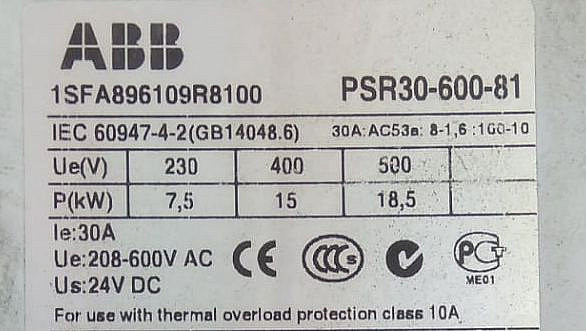 ABB
1SFA896109R8100 PSR30-600-81
IEC 60947-4-2(GB14048.6) 30A:AC53a: 8-1,6 :100-10
Ue(V) 230 400 500
P(kW) 7,5 15 18,5
Ie:30A
Ue:208-600V AC
Us:24V DC
CE CCC S PCT
ME01
For use with thermal overload protection class 10A